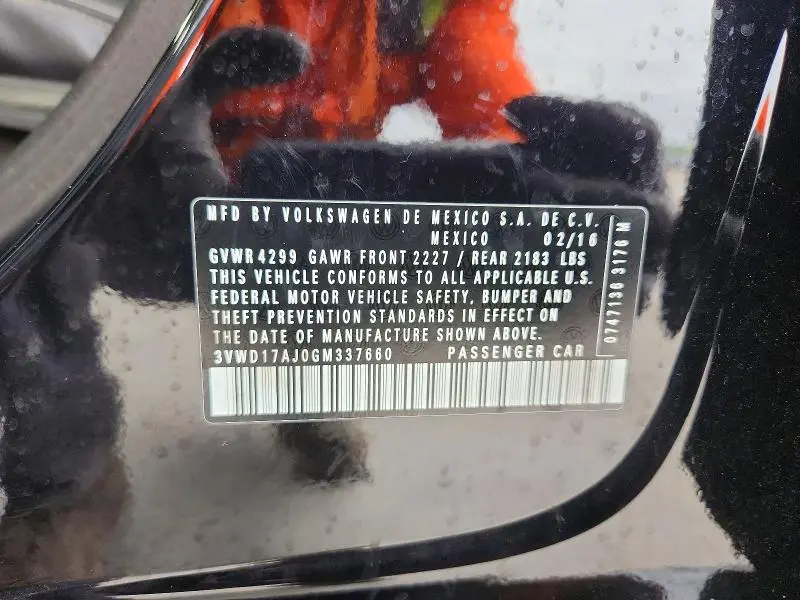 MFD BY VOLKSWAGEN DE MEXICO S.A. DE C.V.
MEXICO 02/16
GVWR 4299 GAWR FRONT 2227 / REAR 2183 LBS
THIS VEHICLE CONFORMS TO ALL APPLICABLE U.S.
FEDERAL MOTOR VEHICLE SAFETY, BUMPER AND
THEFT PREVENTION STANDARDS IN EFFECT ON
THE DATE OF MANUFACTURE SHOWN ABOVE.
3VWD17AJ0GM337660 PASSENGER CAR
0747136 3176 M